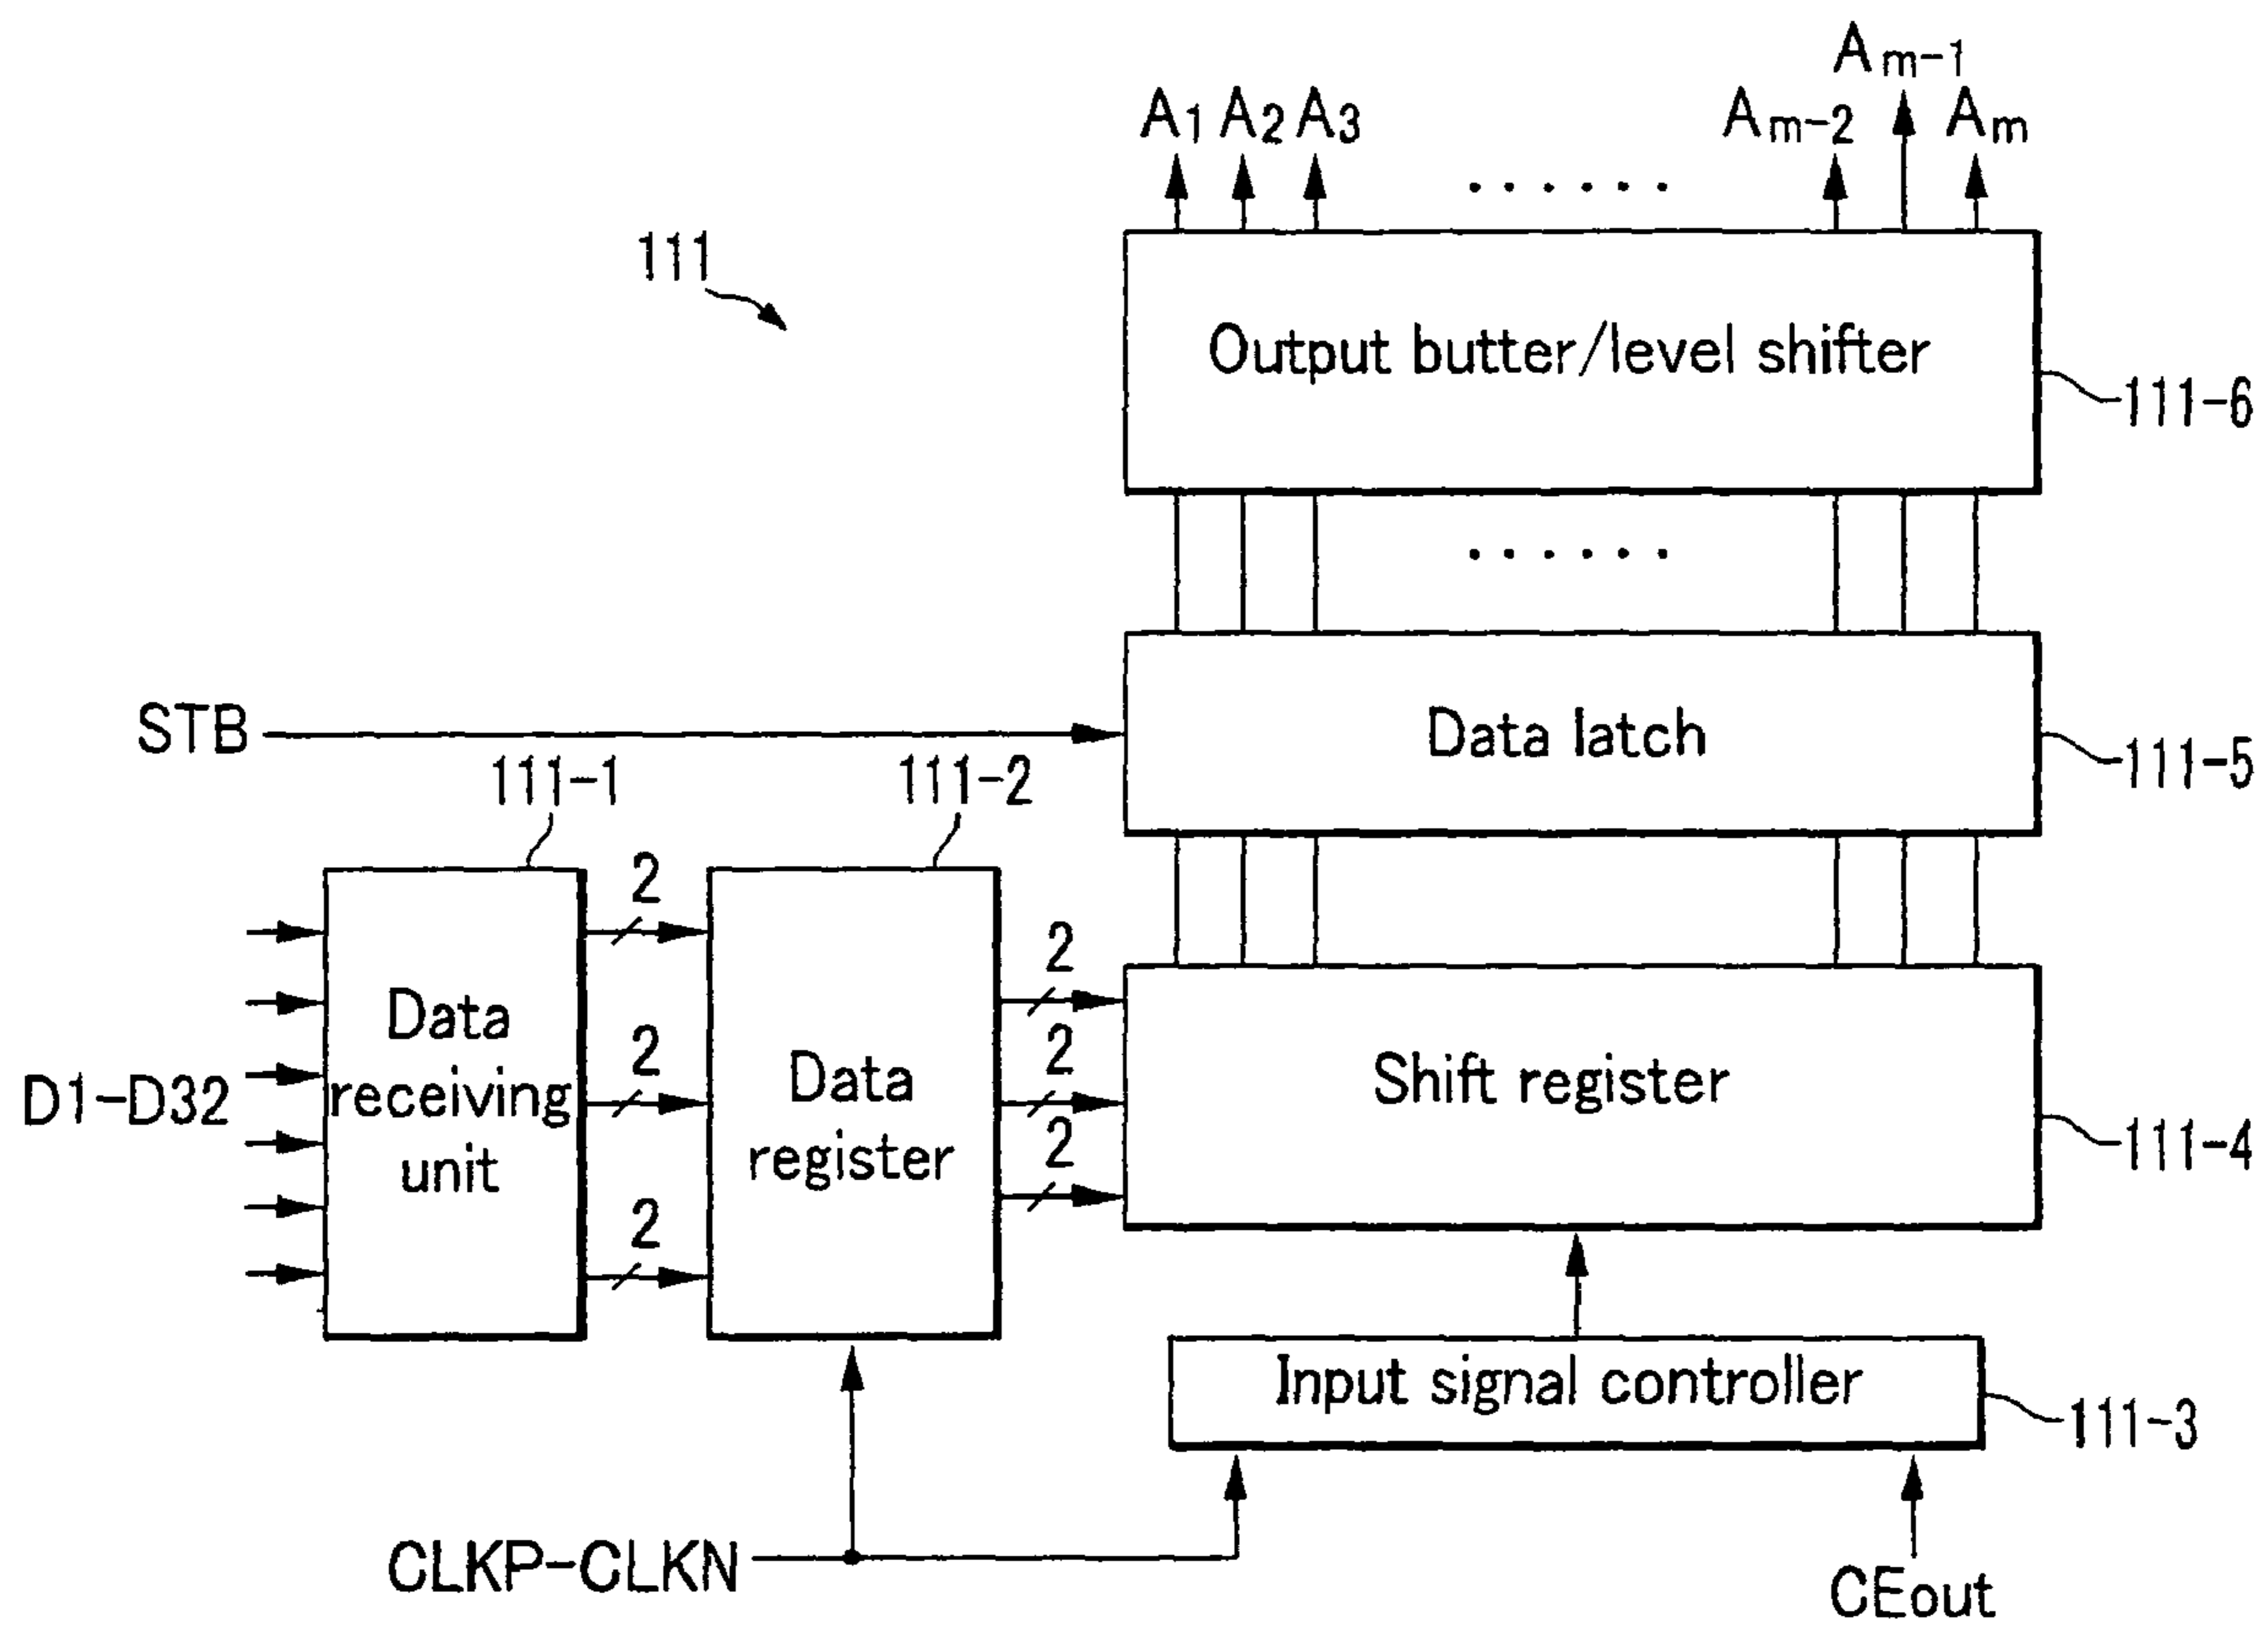 Am-1
A1 A2 A3 Am-2 Am
......
111
Output butter/level shifter
111-6
......
STB
Data latch
111-5
111-1
111-2
2
2
Data
receiving
unit
D1-D32
2
2
Data
register
2
2
2
Shift register
111-4
Input signal controller
111-3
CLKP-CLKN
CEout